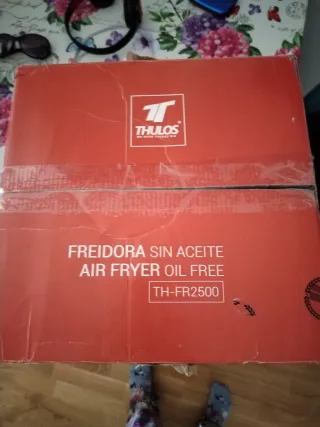 THULOS
FREIDORA SIN ACEITE
AIR FRYER OIL FREE
TH-FR2500